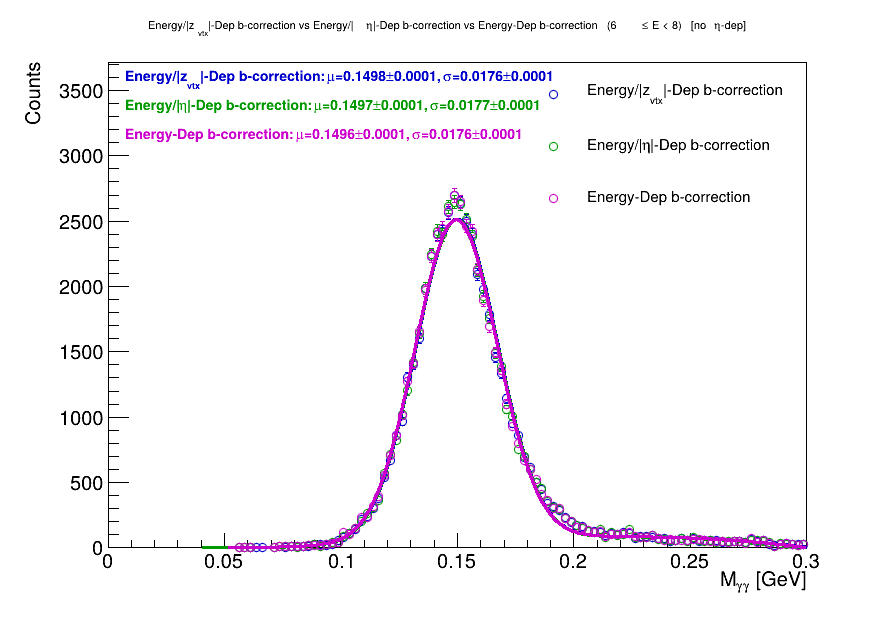 Energy/|z_vtx|-Dep b-correction vs Energy/| η|-Dep b-correction vs Energy-Dep b-correction (6 ≤ E < 8) [no η-dep]
Counts
Energy/|z_vtx|-Dep b-correction: μ=0.1498±0.0001, σ=0.0176±0.0001
Energy/|η|-Dep b-correction: μ=0.1497±0.0001, σ=0.0177±0.0001
Energy-Dep b-correction: μ=0.1496±0.0001, σ=0.0176±0.0001
Energy/|z_vtx|-Dep b-correction
Energy/|η|-Dep b-correction
Energy-Dep b-correction
3500
3000
2500
2000
1500
1000
500
0
0 0.05 0.1 0.15 0.2 0.25 0.3
M_γγ [GeV]